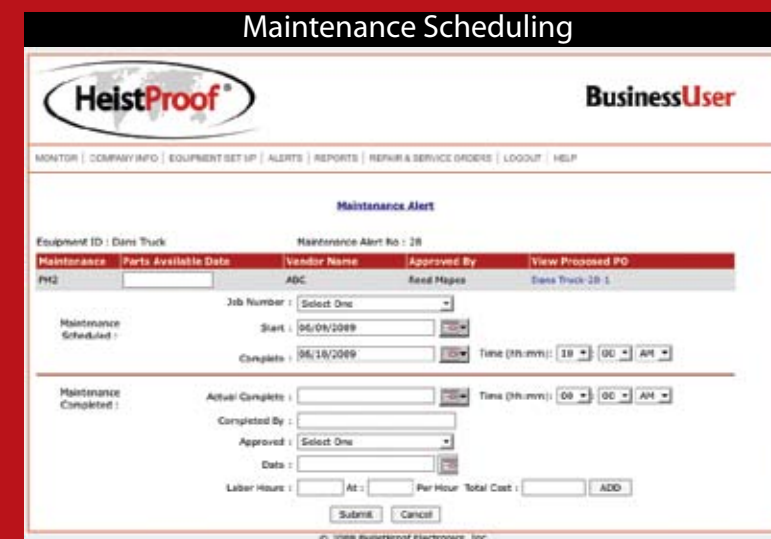 Maintenance Scheduling
HeistProof®
BusinessUser
MONITOR | COMPANY INFO | EQUIPMENT SET UP | ALERTS | REPORTS | REPAIR & SERVICE ORDERS | LOGOUT | HELP
Maintenance Alert
Equipment ID : Dans Truck Maintenance Alert No : 28
Maintenance Parts Available Date Vendor Name Approved By View Proposed PO
PM2 ABC Reed Mapes Dans Truck-28-1
Job Number : Select One
Maintenance Scheduled :
Start : 06/09/2009
Complete : 06/10/2009 Time (hh:mm): 10 : 00 AM
Maintenance Completed :
Actual Complete : Time (hh:mm): 00 : 00 AM
Completed By :
Approved : Select One
Date :
Labor Hours : At : Per Hour Total Cost : ADD
Submit Cancel
Electronics, Inc